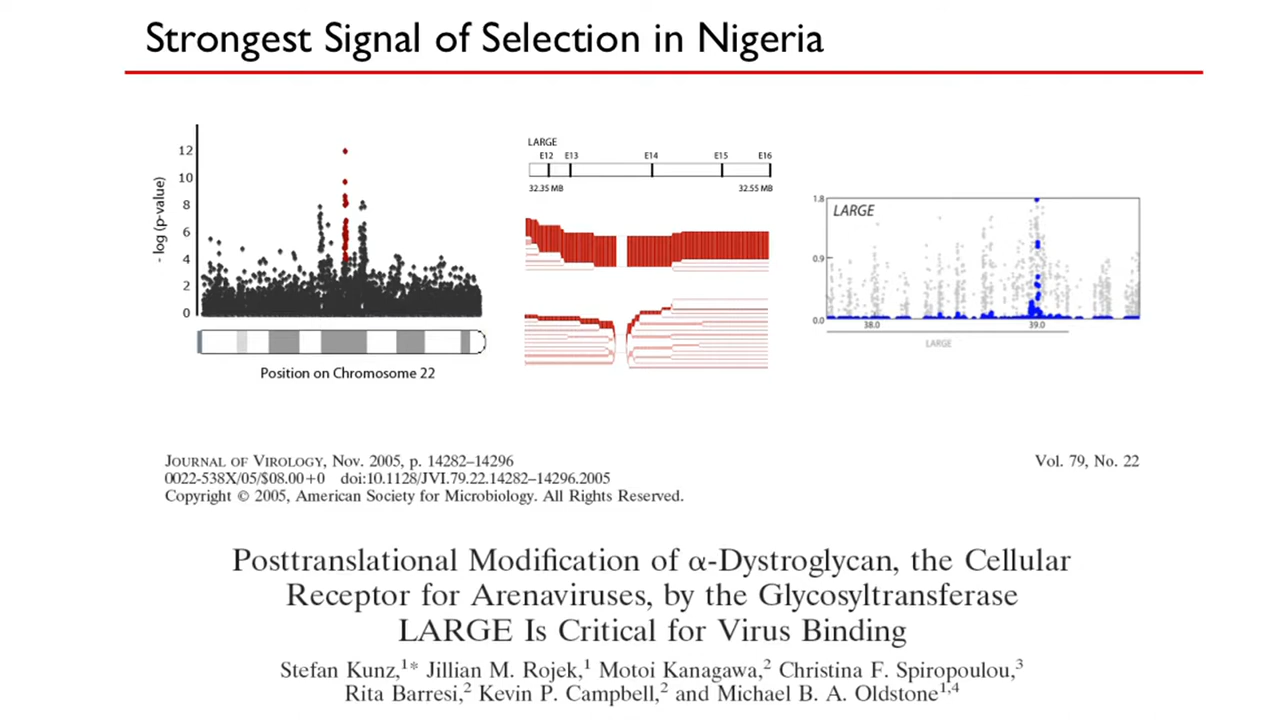 Strongest Signal of Selection in Nigeria
- log (p-value)
12
10
8
6
4
2
0
Position on Chromosome 22
LARGE
E12 E13 E14 E15 E16
32.35 MB 32.55 MB
1.8
LARGE
0.9
0.0
38.0 39.0
LARGE
JOURNAL OF VIROLOGY, Nov. 2005, p. 14282–14296 Vol. 79, No. 22
0022-538X/05/$08.00+0 doi:10.1128/JVI.79.22.14282–14296.2005
Copyright © 2005, American Society for Microbiology. All Rights Reserved.
Posttranslational Modification of α-Dystroglycan, the Cellular
Receptor for Arenaviruses, by the Glycosyltransferase
LARGE Is Critical for Virus Binding
Stefan Kunz,1* Jillian M. Rojek,1 Motoi Kanagawa,2 Christina F. Spiropoulou,3
Rita Barresi,2 Kevin P. Campbell,2 and Michael B. A. Oldstone1,4